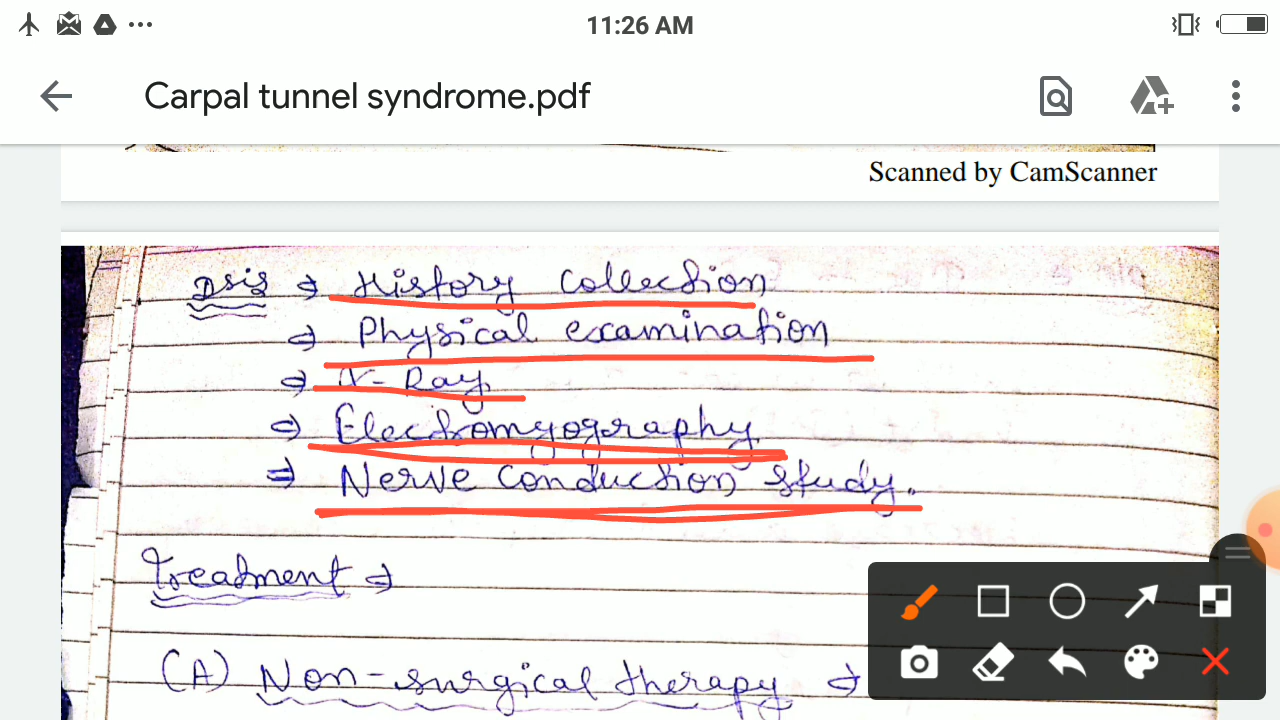 11:26 AM
Carpal tunnel syndrome.pdf
Scanned by CamScanner
Dsis ⇒ History collection
⇒ Physical examination
⇒ X-Ray
⇒ Electromyography
⇒ Nerve conduction study.
Treatment ⇒
(A) Non-surgical therapy ⇒